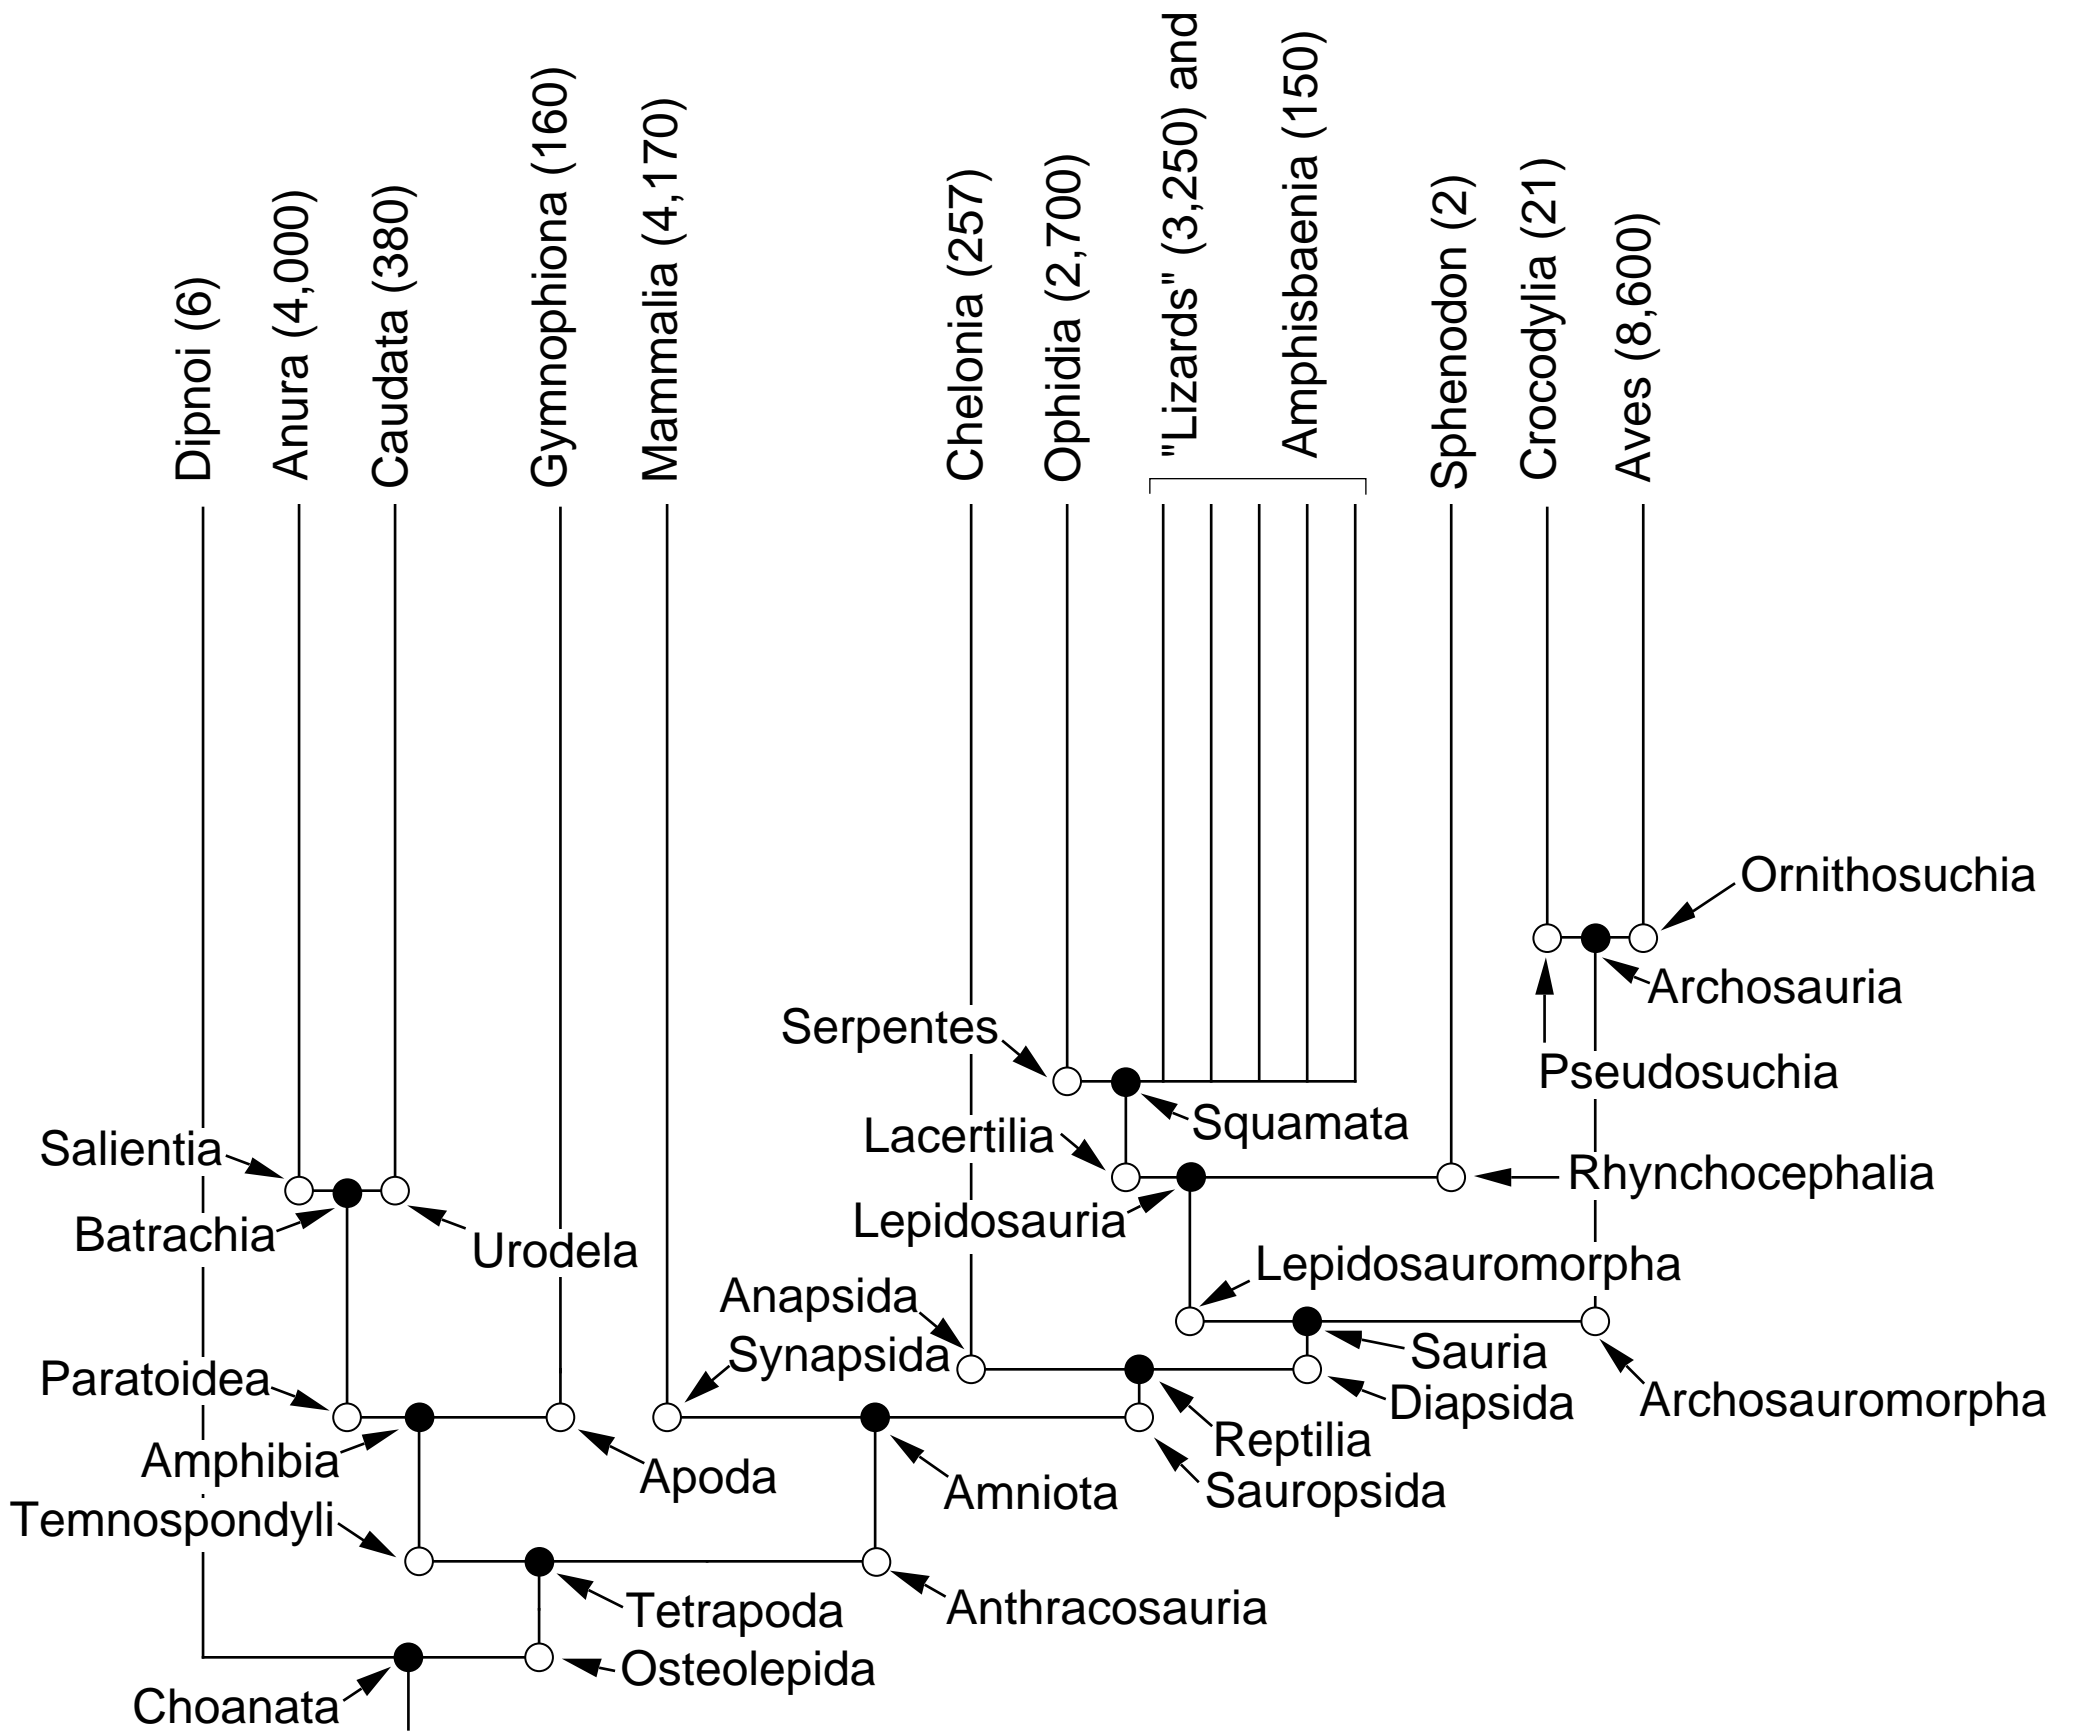 Dipnoi (6)
Anura (4,000)
Caudata (380)
Gymnophiona (160)
Mammalia (4,170)
Chelonia (257)
Ophidia (2,700)
"Lizards" (3,250) and
Amphisbaenia (150)
Sphenodon (2)
Crocodylia (21)
Aves (8,600)
Ornithosuchia
Archosauria
Serpentes
Pseudosuchia
Squamata
Lacertilia
Salientia
Rhynchocephalia
Lepidosauria
Batrachia
Urodela
Lepidosauromorpha
Anapsida
Synapsida
Sauria
Paratoidea
Diapsida
Archosauromorpha
Reptilia
Amphibia
Apoda
Amniota
Sauropsida
Temnospondyli
Tetrapoda
Anthracosauria
Osteolepida
Choanata